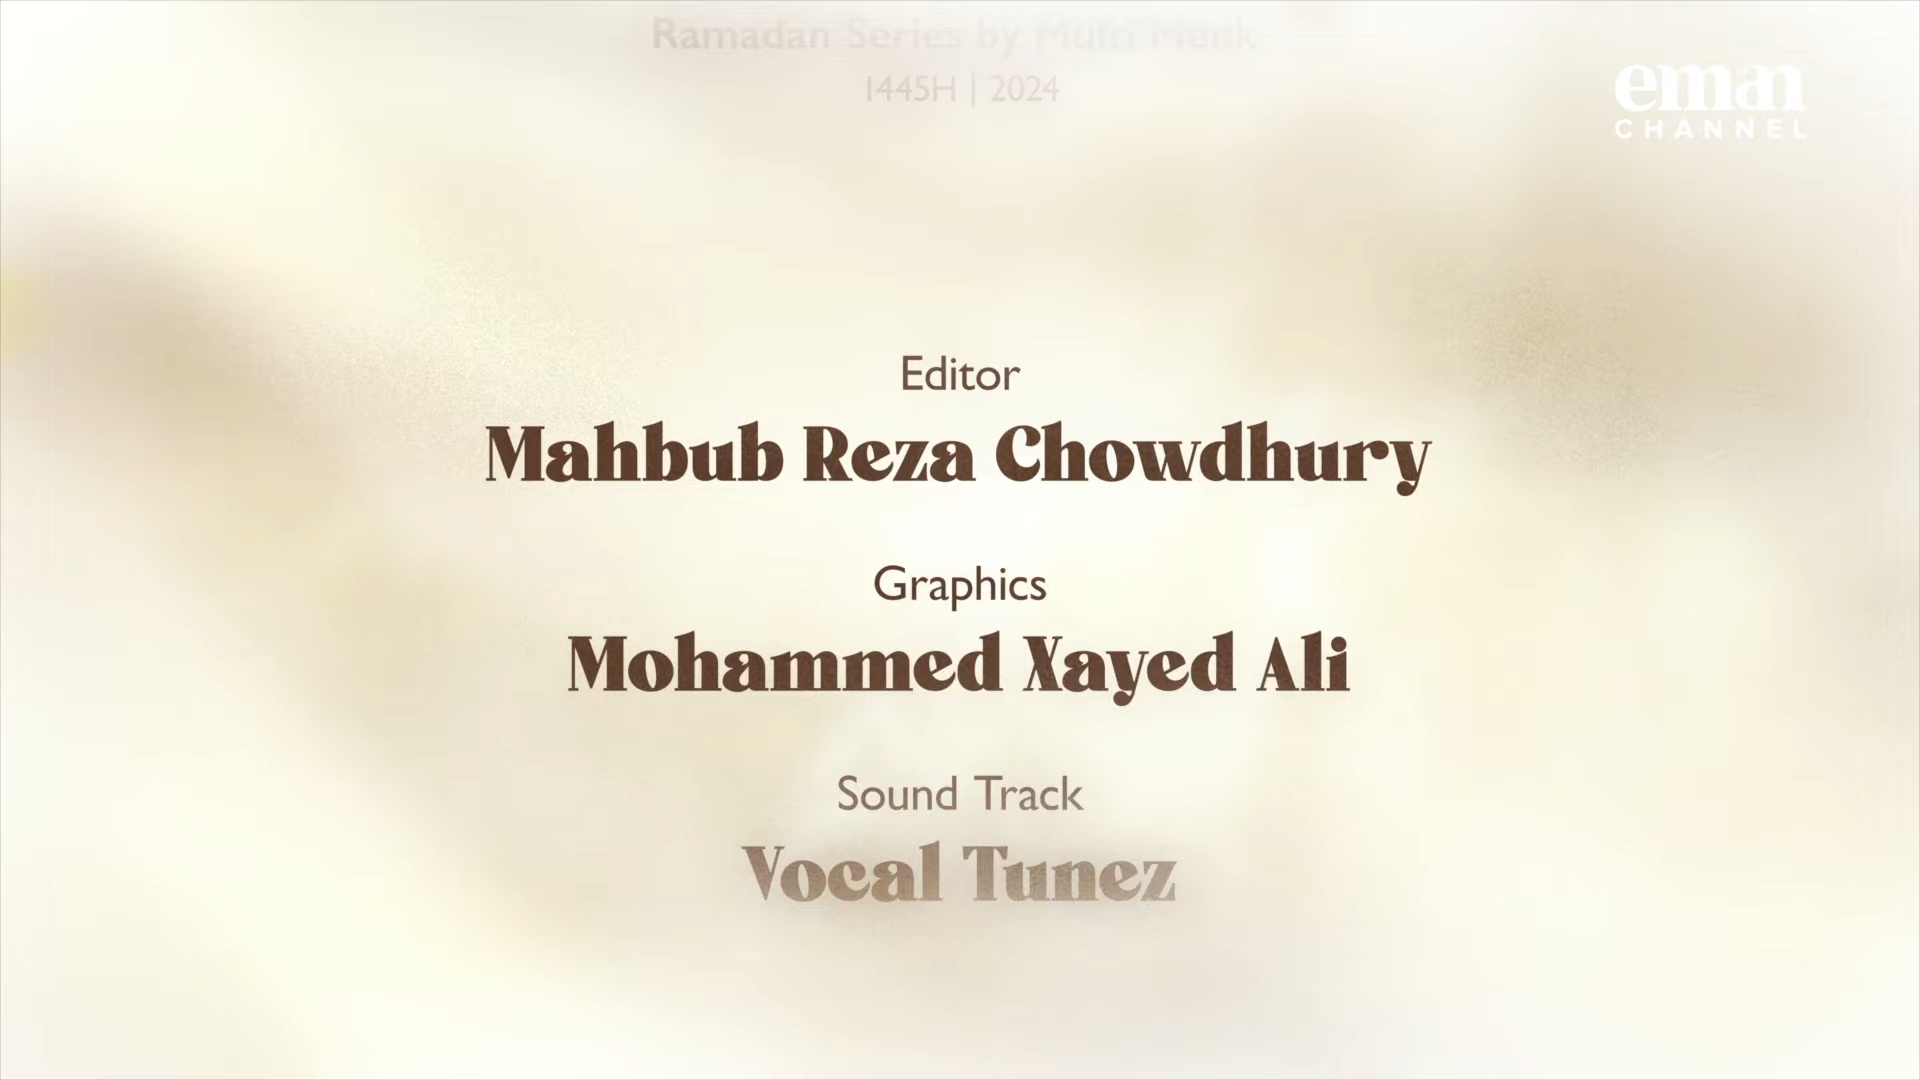 Ramadan Series by Mufti Menk
1445H | 2024
eman
CHANNEL
Editor
Mahbub Reza Chowdhury
Graphics
Mohammed Xayed Ali
Sound Track
Vocal Tunez